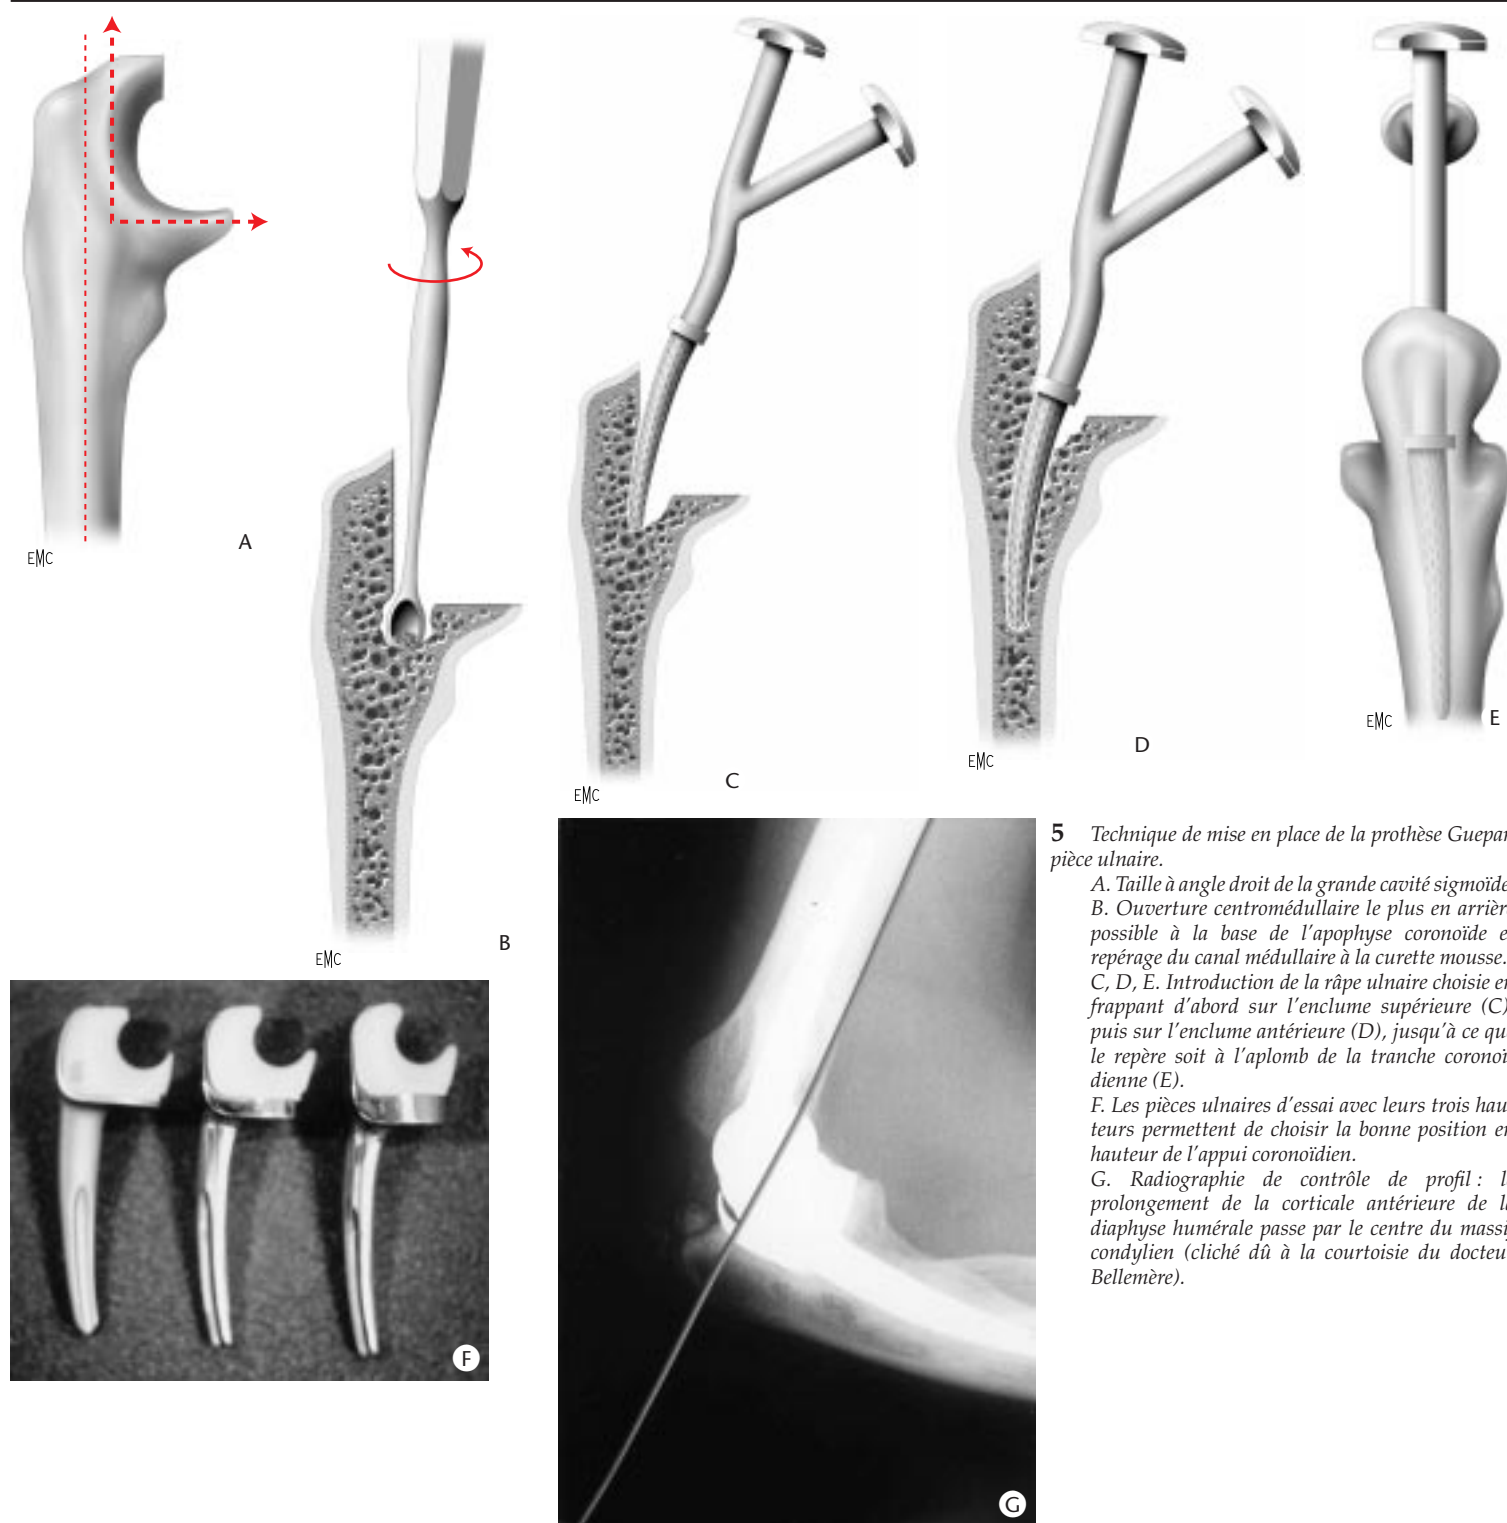 A
EMC
B
EMC
C
EMC
D
EMC
E
EMC
5 Technique de mise en place de la prothèse Guepar
pièce ulnaire.
A. Taille à angle droit de la grande cavité sigmoïde
B. Ouverture centromédullaire le plus en arrièr
possible à la base de l'apophyse coronoïde e
repérage du canal médullaire à la curette mousse.
C, D, E. Introduction de la râpe ulnaire choisie en
frappant d'abord sur l'enclume supérieure (C)
puis sur l'enclume antérieure (D), jusqu'à ce qu
le repère soit à l'aplomb de la tranche coronoï-
dienne (E).
F. Les pièces ulnaires d'essai avec leurs trois hau-
teurs permettent de choisir la bonne position en
hauteur de l'appui coronoïdien.
G. Radiographie de contrôle de profil : l
prolongement de la corticale antérieure de l
diaphyse humérale passe par le centre du massi
condylien (cliché dû à la courtoisie du docteu
Bellemère).
F
G